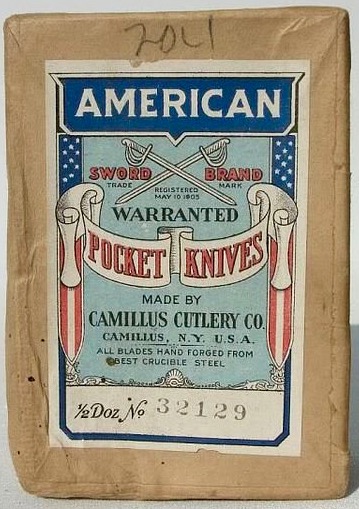 2041
AMERICAN
SWORD BRAND
TRADE MARK
REGISTERED
MAY 10 1905
WARRANTED
POCKET KNIVES
MADE BY
CAMILLUS CUTLERY CO.
CAMILLUS, N.Y. U.S.A.
ALL BLADES HAND FORGED FROM
BEST CRUCIBLE STEEL
½ Doz. No 32129